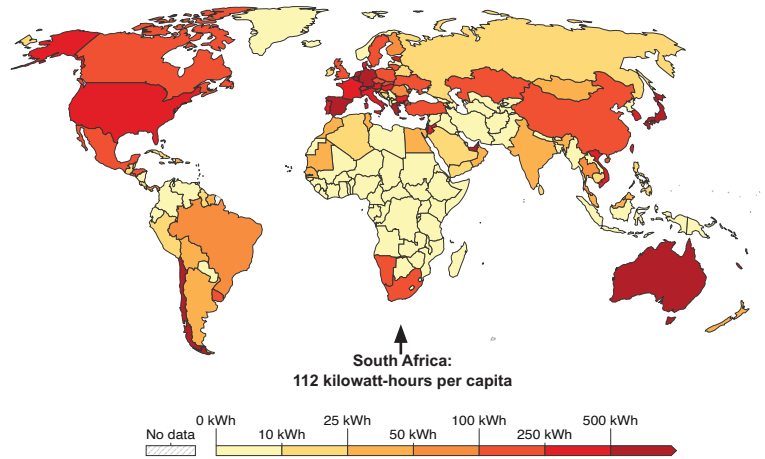 South Africa:
112 kilowatt-hours per capita
0 kWh 25 kWh 100 kWh 500 kWh
No data 10 kWh 50 kWh 250 kWh